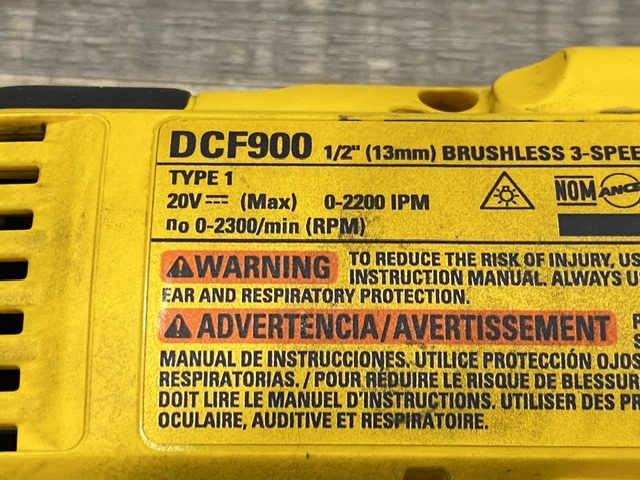 DCF900 1/2" (13mm) BRUSHLESS 3-SPEE
TYPE 1
20V⎓ (Max) 0-2200 IPM
no 0-2300/min (RPM)
NOM ANCE
WARNING TO REDUCE THE RISK OF INJURY, US
INSTRUCTION MANUAL. ALWAYS U
EAR AND RESPIRATORY PROTECTION.
ADVERTENCIA/AVERTISSEMENT
MANUAL DE INSTRUCCIONES. UTILICE PROTECCIÓN OJOS
RESPIRATORIAS. / POUR RÉDUIRE LE RISQUE DE BLESSUR
DOIT LIRE LE MANUEL D'INSTRUCTIONS. UTILISER DES PR
OCULAIRE, AUDITIVE ET RESPIRATOIRE.